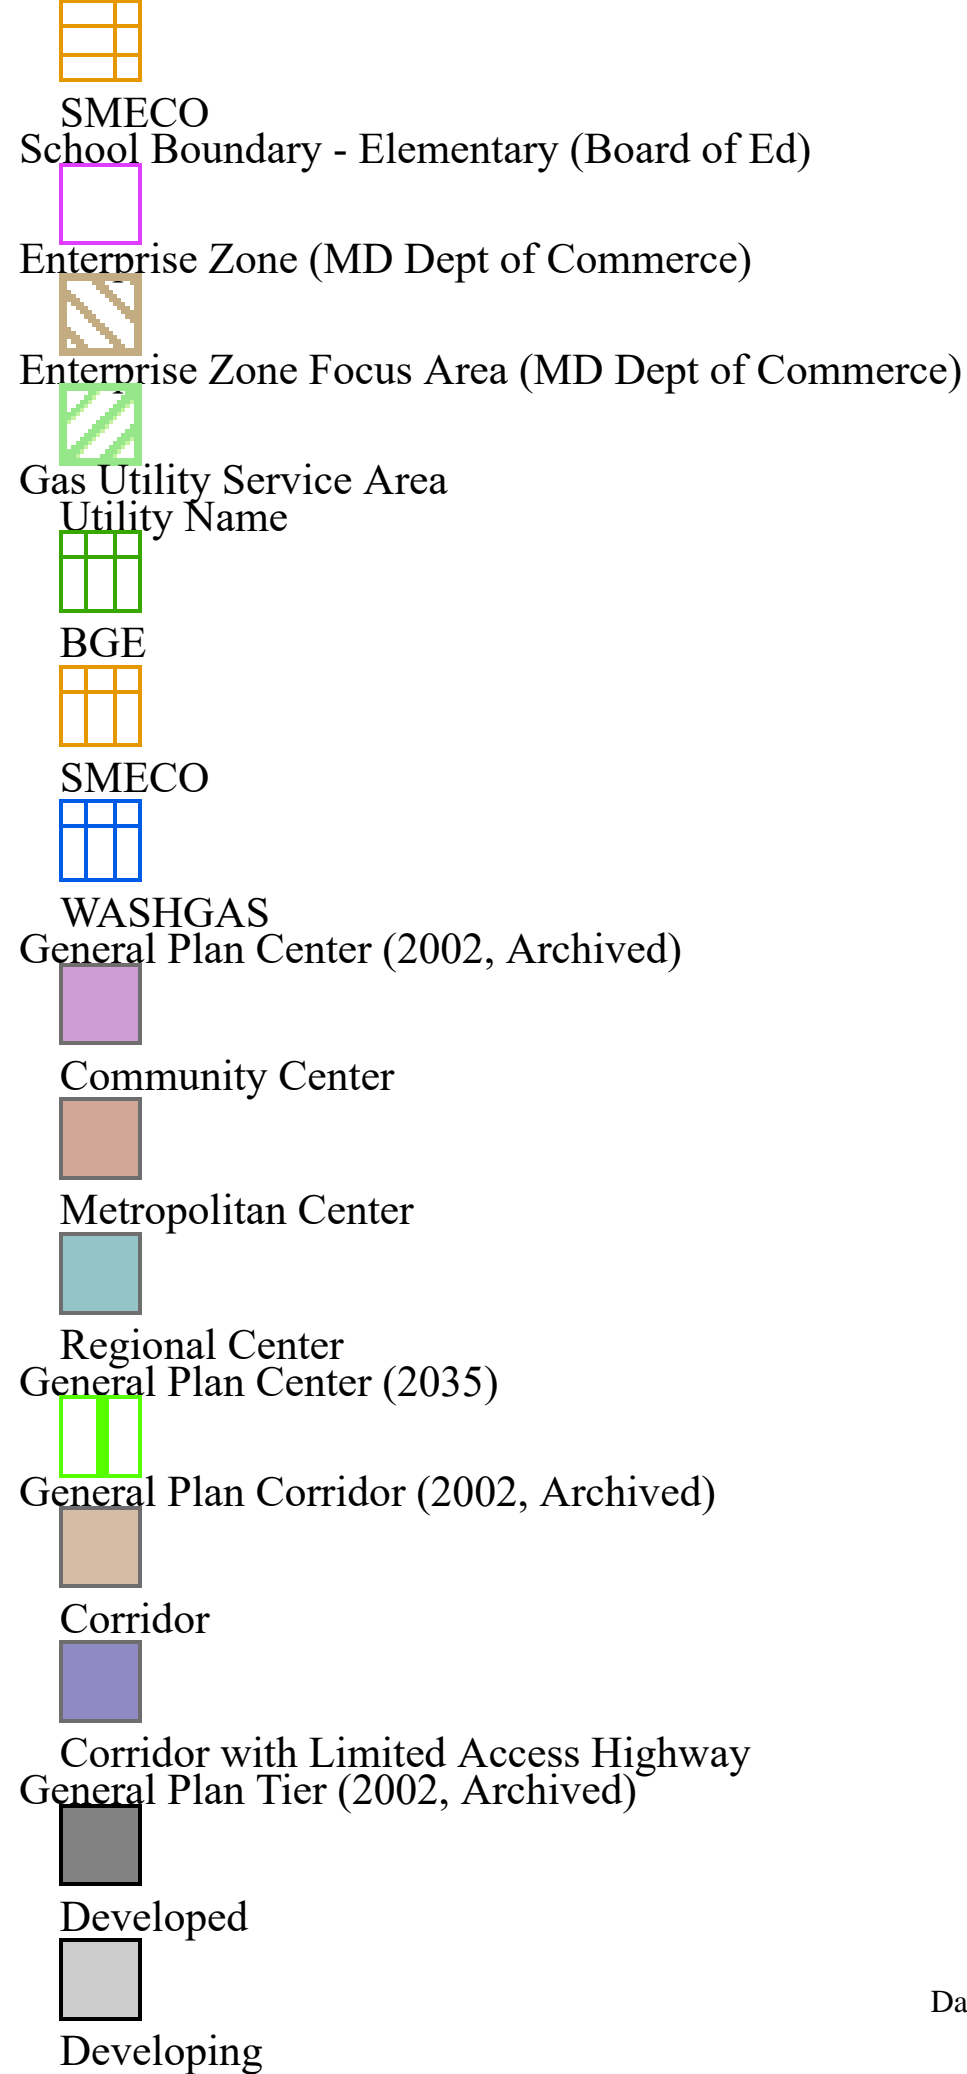 SMECO
School Boundary - Elementary (Board of Ed)
Enterprise Zone (MD Dept of Commerce)
Enterprise Zone Focus Area (MD Dept of Commerce)
Gas Utility Service Area
Utility Name
BGE
SMECO
WASHGAS
General Plan Center (2002, Archived)
Community Center
Metropolitan Center
Regional Center
General Plan Center (2035)
General Plan Corridor (2002, Archived)
Corridor
Corridor with Limited Access Highway
General Plan Tier (2002, Archived)
Developed
Da
Developing